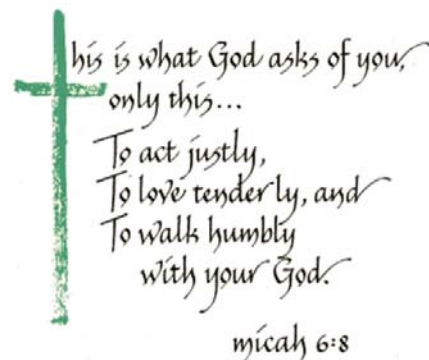 This is what God asks of you,
only this...
To act justly,
To love tenderly, and
To walk humbly
with your God.
micah 6:8